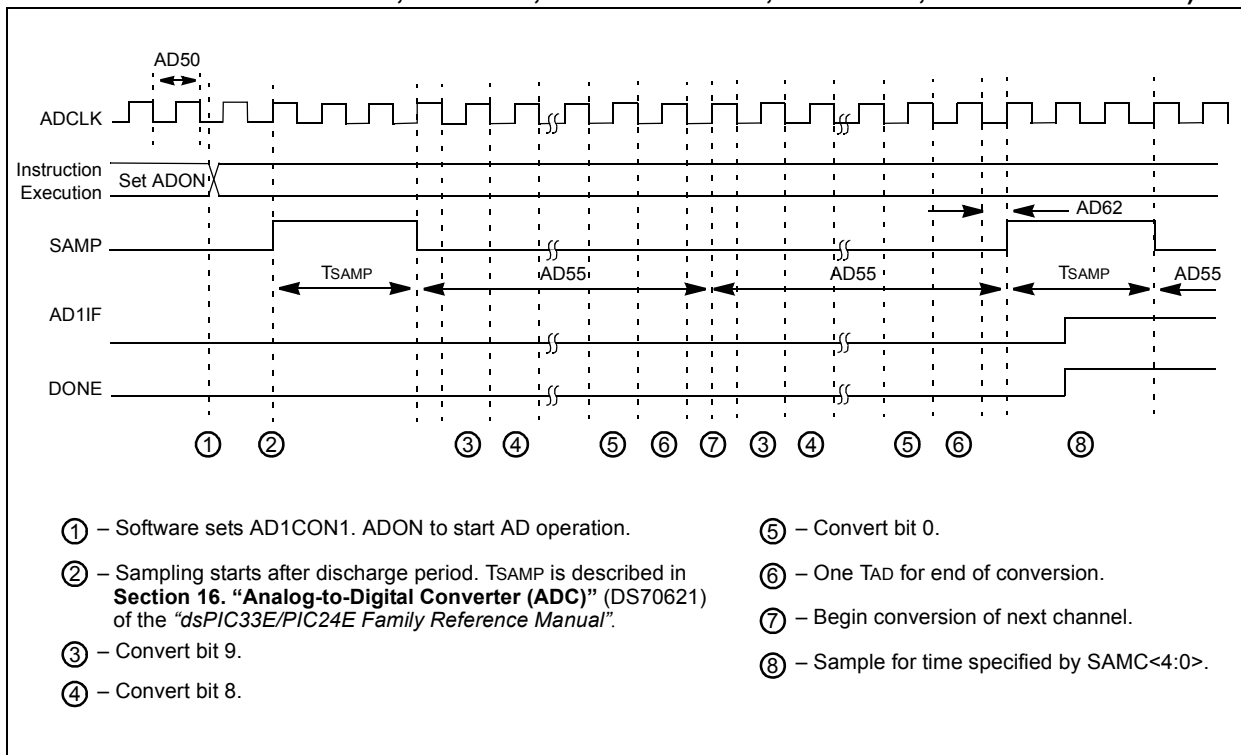 AD50
ADCLK
Instruction
Execution
Set ADON
AD62
SAMP
TSAMP
AD55
AD55
TSAMP
AD55
AD1IF
DONE
1
2
3
4
5
6
7
3
4
5
6
8
1 – Software sets AD1CON1. ADON to start AD operation.
2 – Sampling starts after discharge period. TSAMP is described in
Section 16. “Analog-to-Digital Converter (ADC)” (DS70621)
of the “dsPIC33E/PIC24E Family Reference Manual”.
3 – Convert bit 9.
4 – Convert bit 8.
5 – Convert bit 0.
6 – One TAD for end of conversion.
7 – Begin conversion of next channel.
8 – Sample for time specified by SAMC<4:0>.